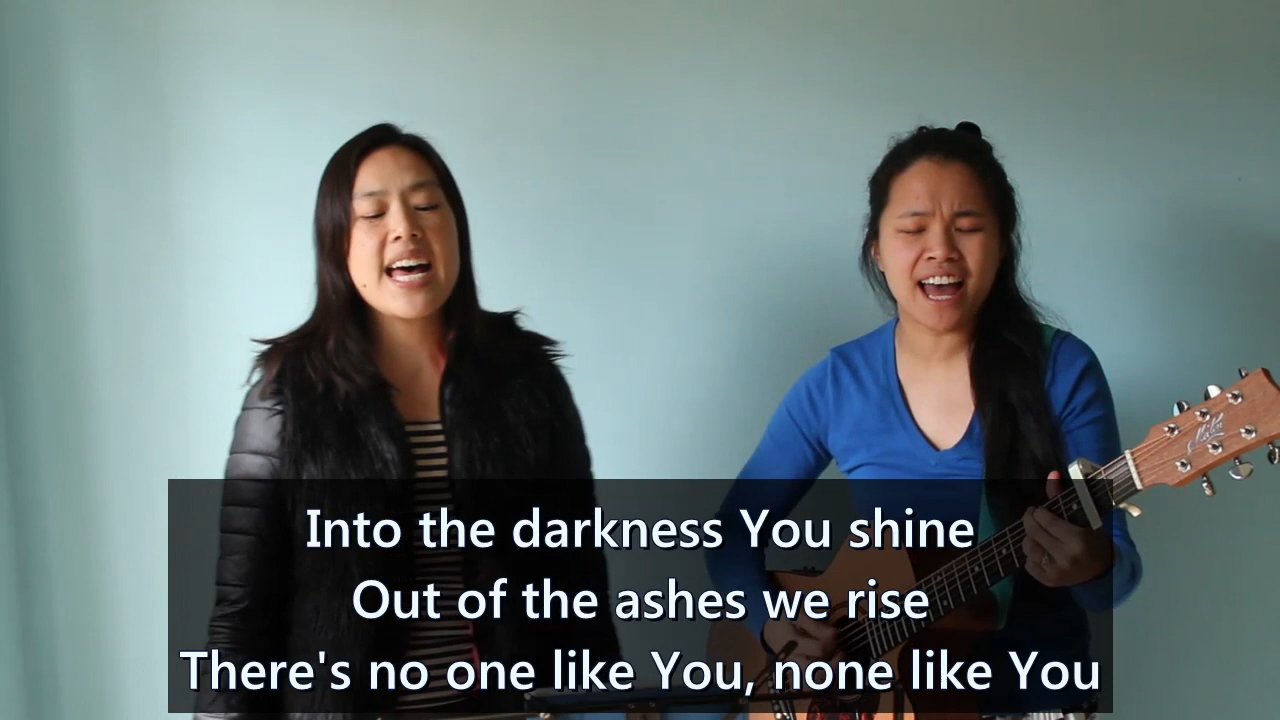 Into the darkness You shine
Out of the ashes we rise
There's no one like You, none like You
Maton